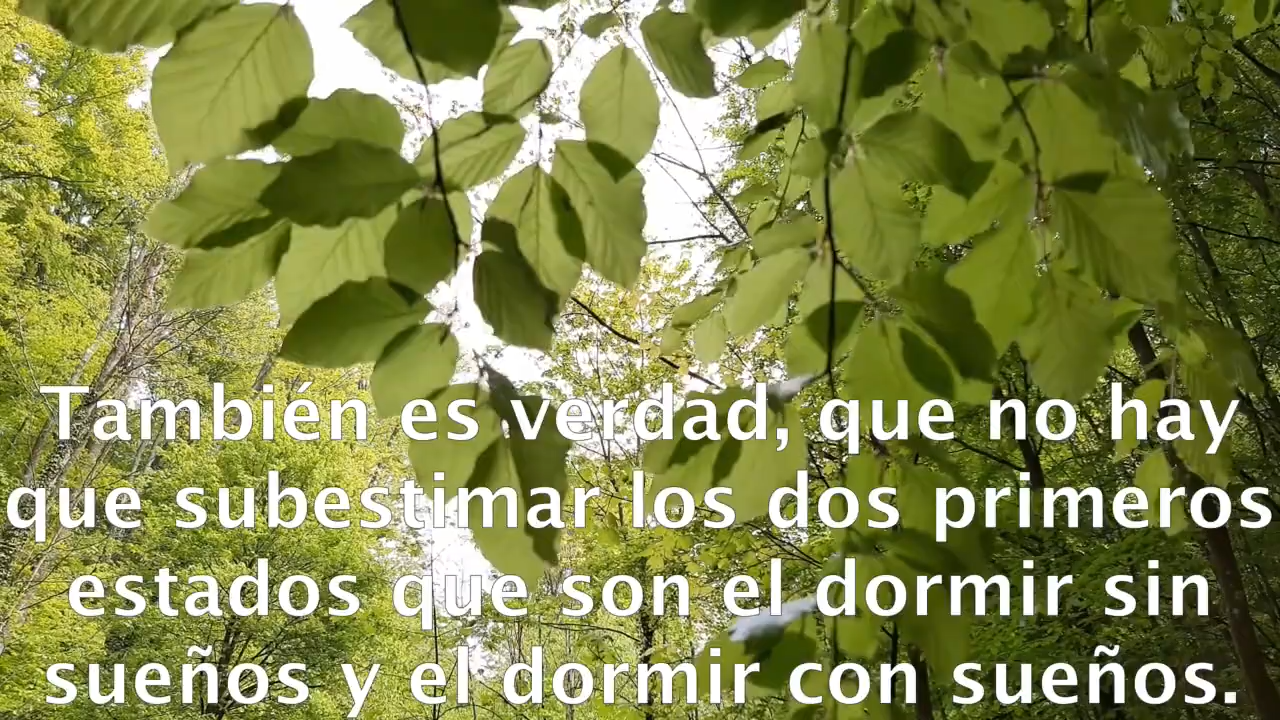 También es verdad, que no hay
que subestimar los dos primeros
estados que son el dormir sin
sueños y el dormir con sueños.